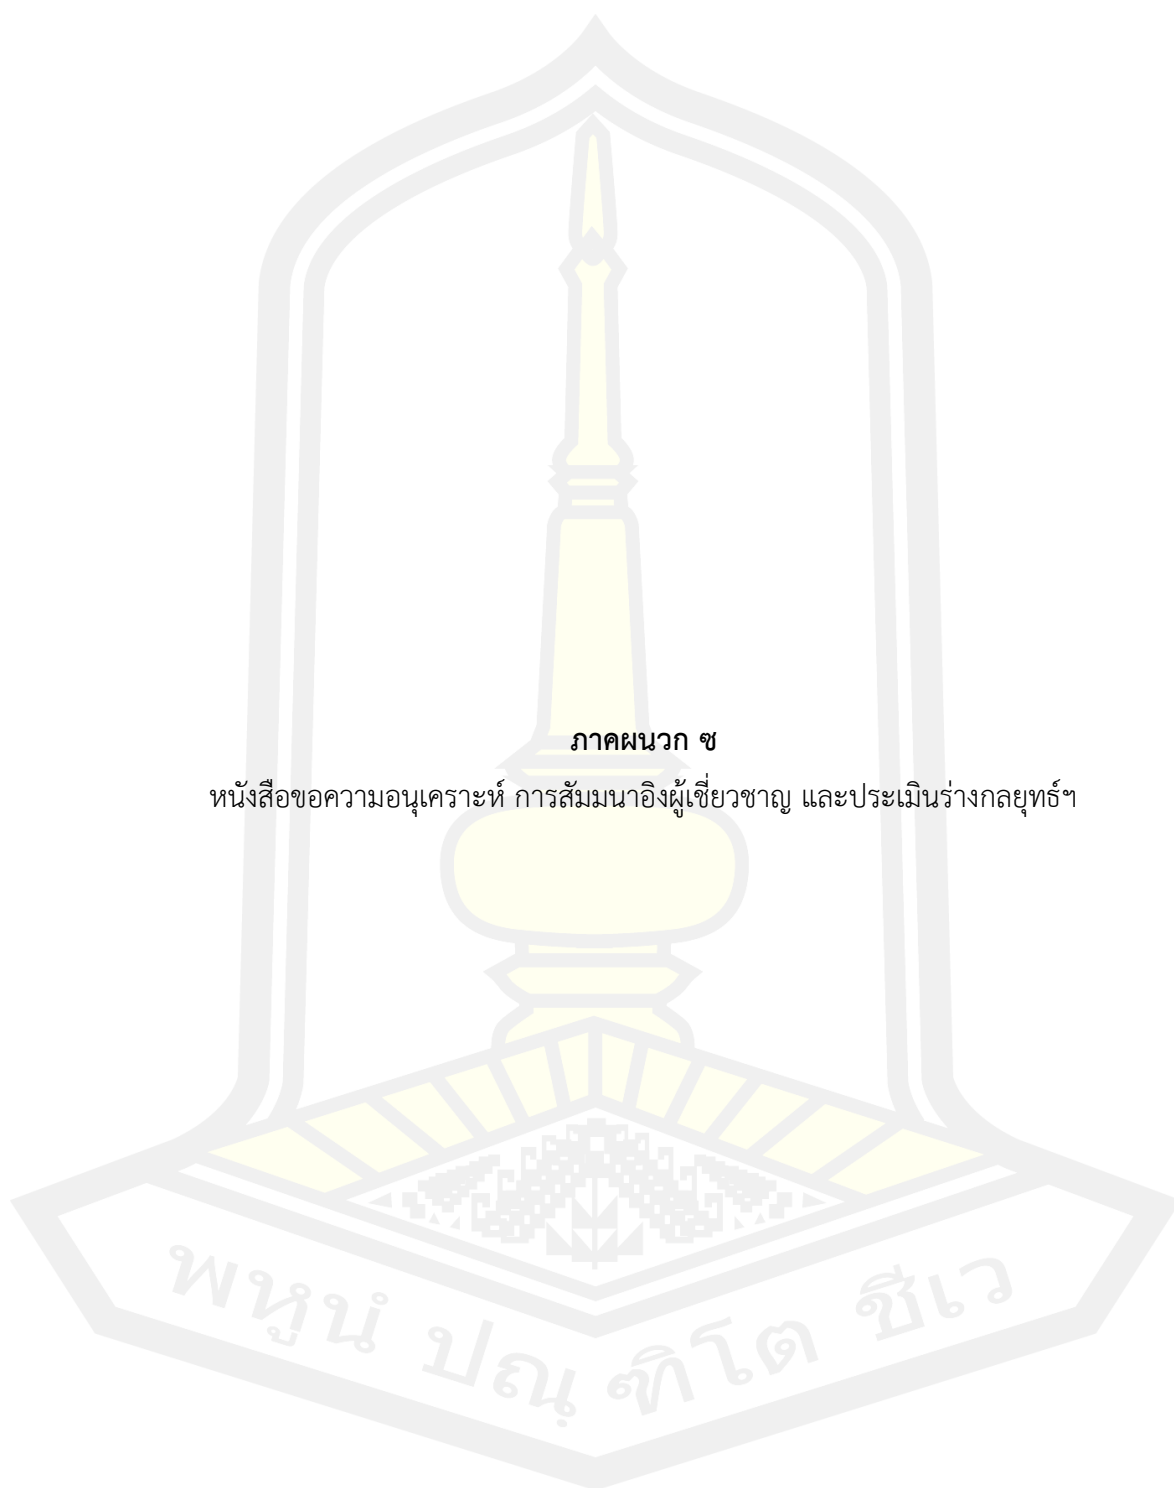 ภาคผนวก ซ
หนังสือขอความอนุเคราะห์ การสัมมนาอิงผู้เชี่ยวชาญ และประเมินร่างกลยุทธ์ฯ
พหูนํ ปณฺฑิโต ชีเว